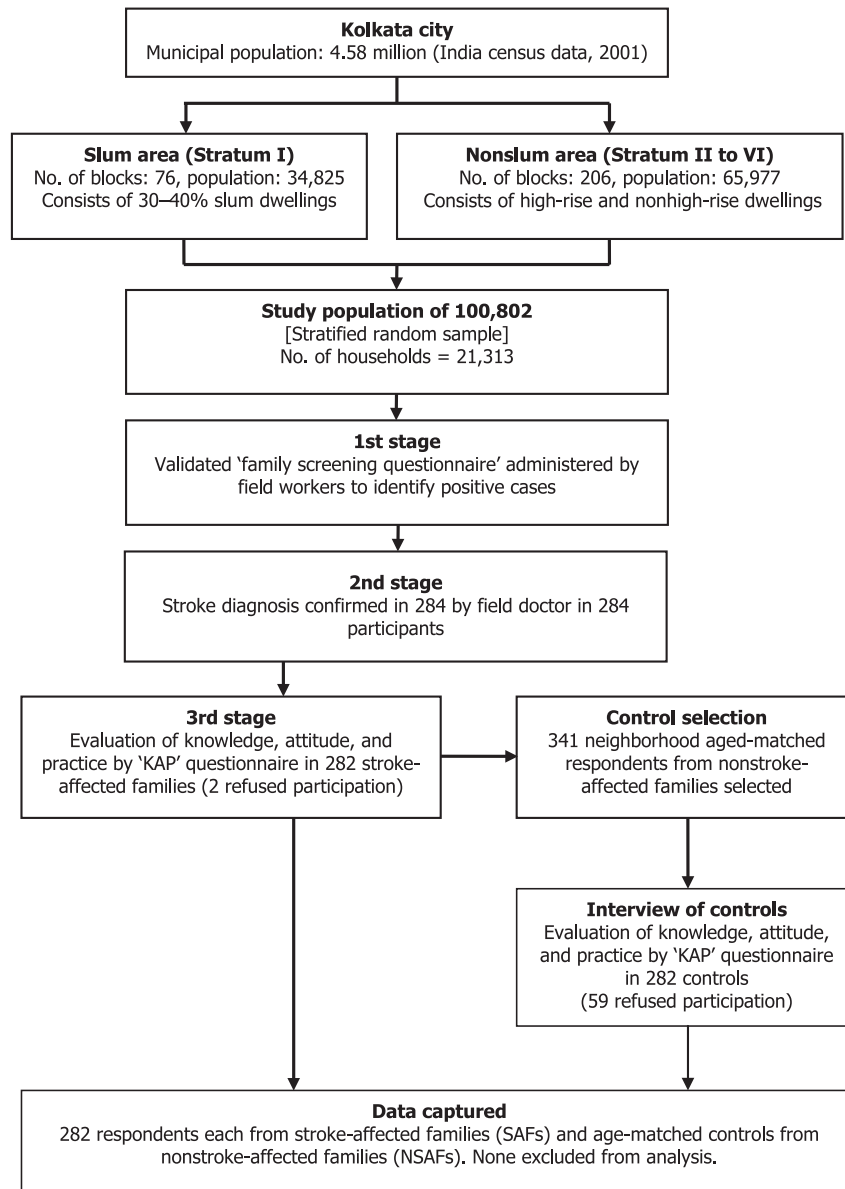 Kolkata city
Municipal population: 4.58 million (India census data, 2001)
Slum area (Stratum I)
No. of blocks: 76, population: 34,825
Consists of 30–40% slum dwellings
Nonslum area (Stratum II to VI)
No. of blocks: 206, population: 65,977
Consists of high-rise and nonhigh-rise dwellings
Study population of 100,802
[Stratified random sample]
No. of households = 21,313
1st stage
Validated ‘family screening questionnaire’ administered by
field workers to identify positive cases
2nd stage
Stroke diagnosis confirmed in 284 by field doctor in 284
participants
3rd stage
Evaluation of knowledge, attitude, and
practice by ‘KAP’ questionnaire in 282 stroke-
affected families (2 refused participation)
Control selection
341 neighborhood aged-matched
respondents from nonstroke-
affected families selected
Interview of controls
Evaluation of knowledge, attitude,
and practice by ‘KAP’ questionnaire
in 282 controls
(59 refused participation)
Data captured
282 respondents each from stroke-affected families (SAFs) and age-matched controls from
nonstroke-affected families (NSAFs). None excluded from analysis.